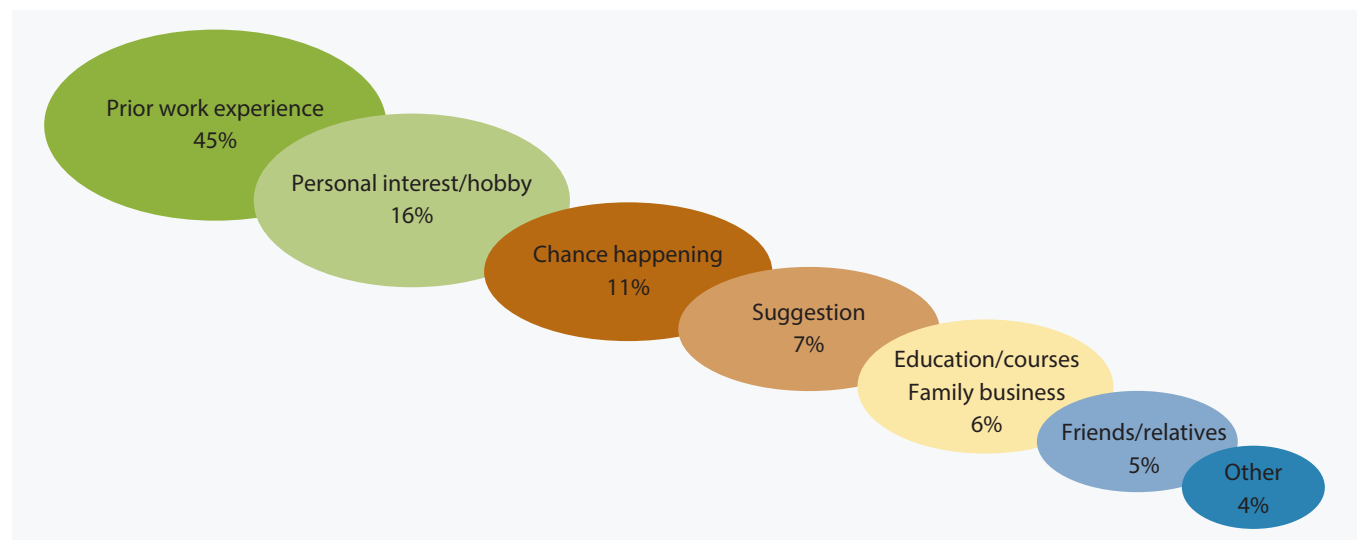 Prior work experience
45%
Personal interest/hobby
16%
Chance happening
11%
Suggestion
7%
Education/courses
Family business
6%
Friends/relatives
5%
Other
4%